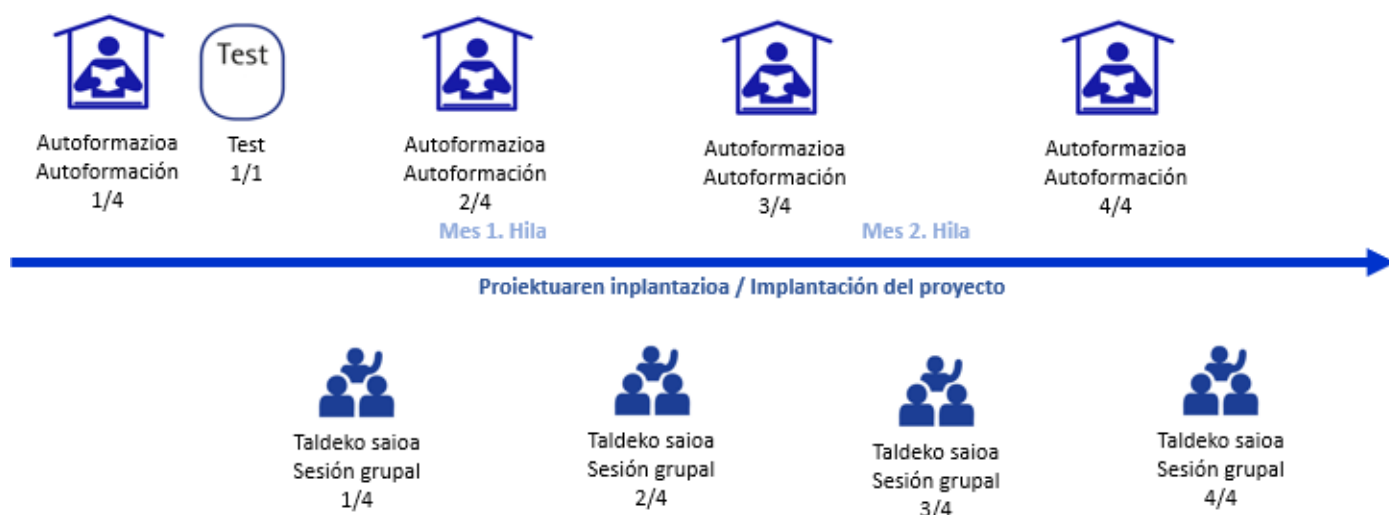 Test
Autoformazioa
Autoformación
1/4
Test
1/1
Autoformazioa
Autoformación
2/4
Autoformazioa
Autoformación
3/4
Autoformazioa
Autoformación
4/4
Mes 1. Hila
Mes 2. Hila
Proiektuaren inplantazioa / Implantación del proyecto
Taldeko saioa
Sesión grupal
1/4
Taldeko saioa
Sesión grupal
2/4
Taldeko saioa
Sesión grupal
3/4
Taldeko saioa
Sesión grupal
4/4